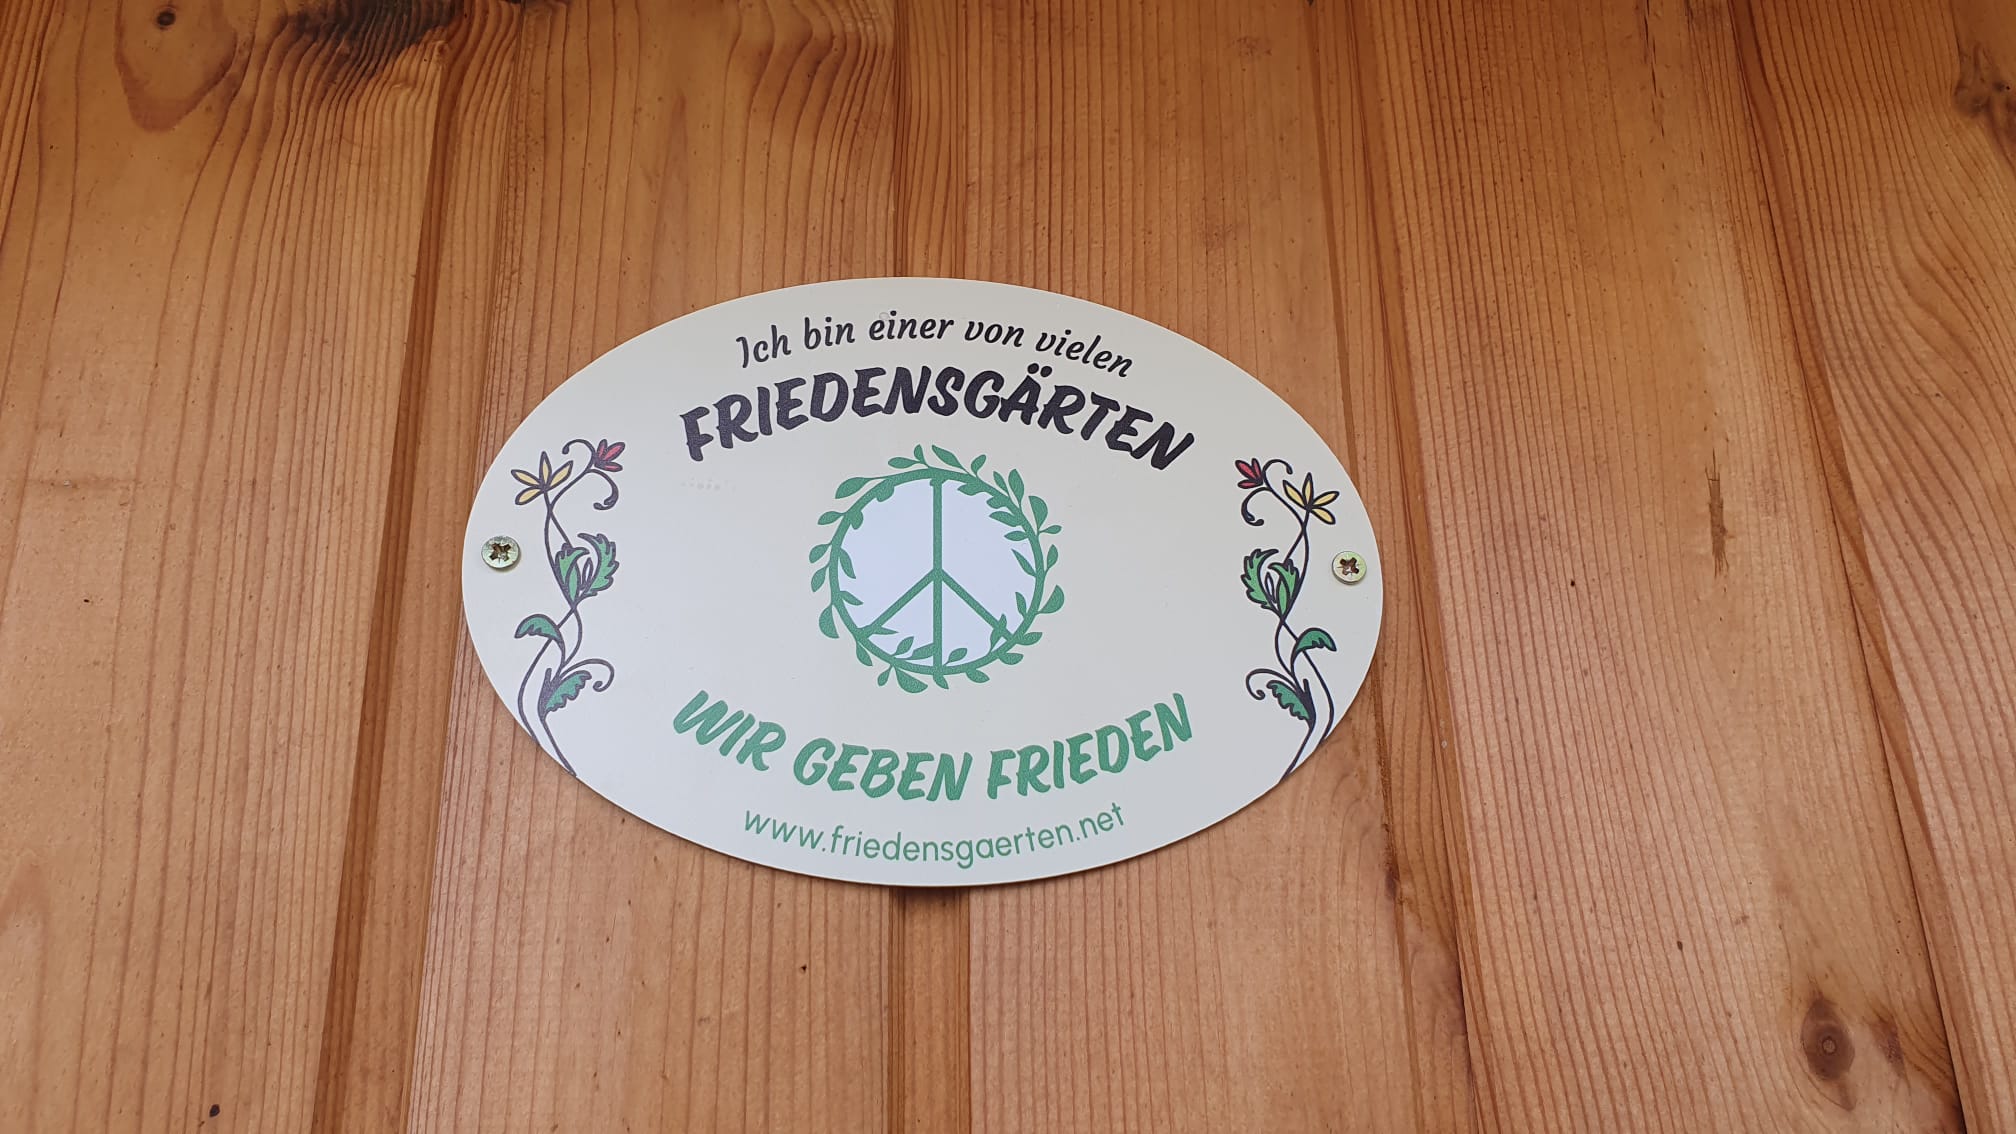 Ich bin einer von vielen
FRIEDENSGÄRTEN
WIR GEBEN FRIEDEN
www.friedensgaerten.net